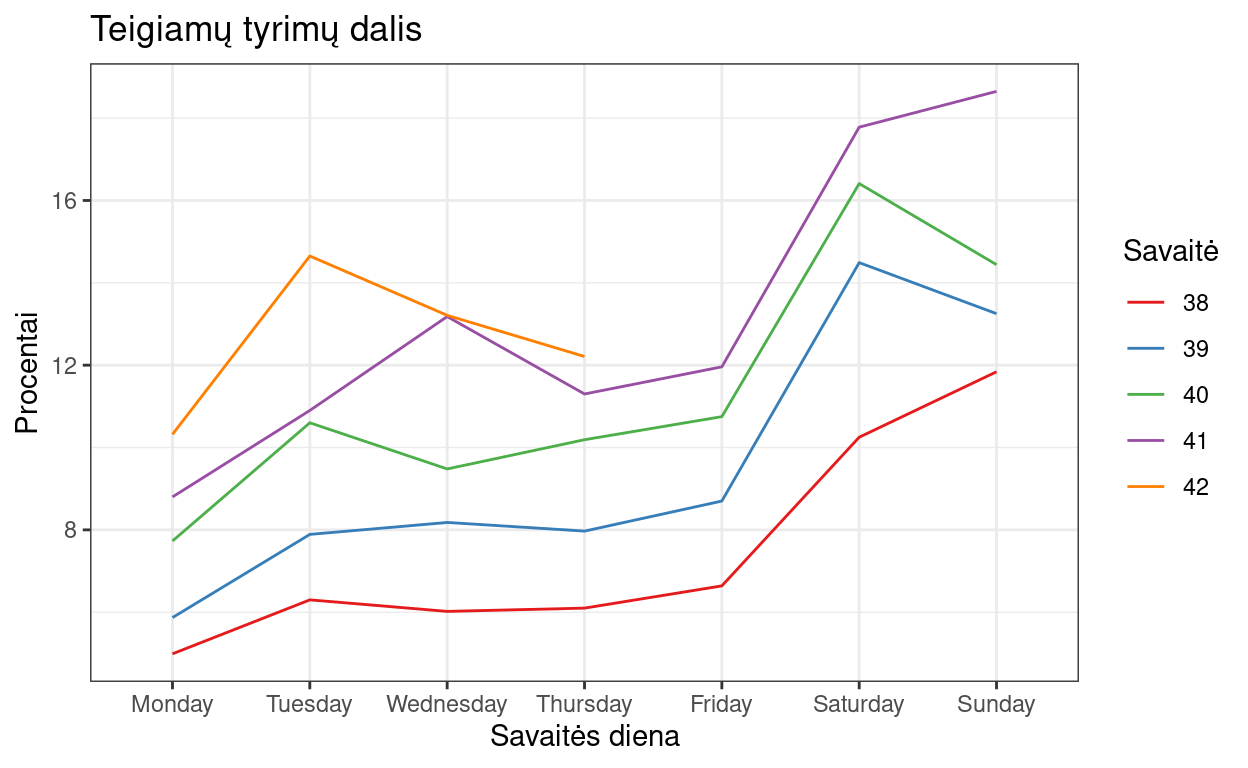 Teigiamų tyrimų dalis
Procentai
16
12
8
Monday Tuesday Wednesday Thursday Friday Saturday Sunday
Savaitės diena
Savaitė
38
39
40
41
42